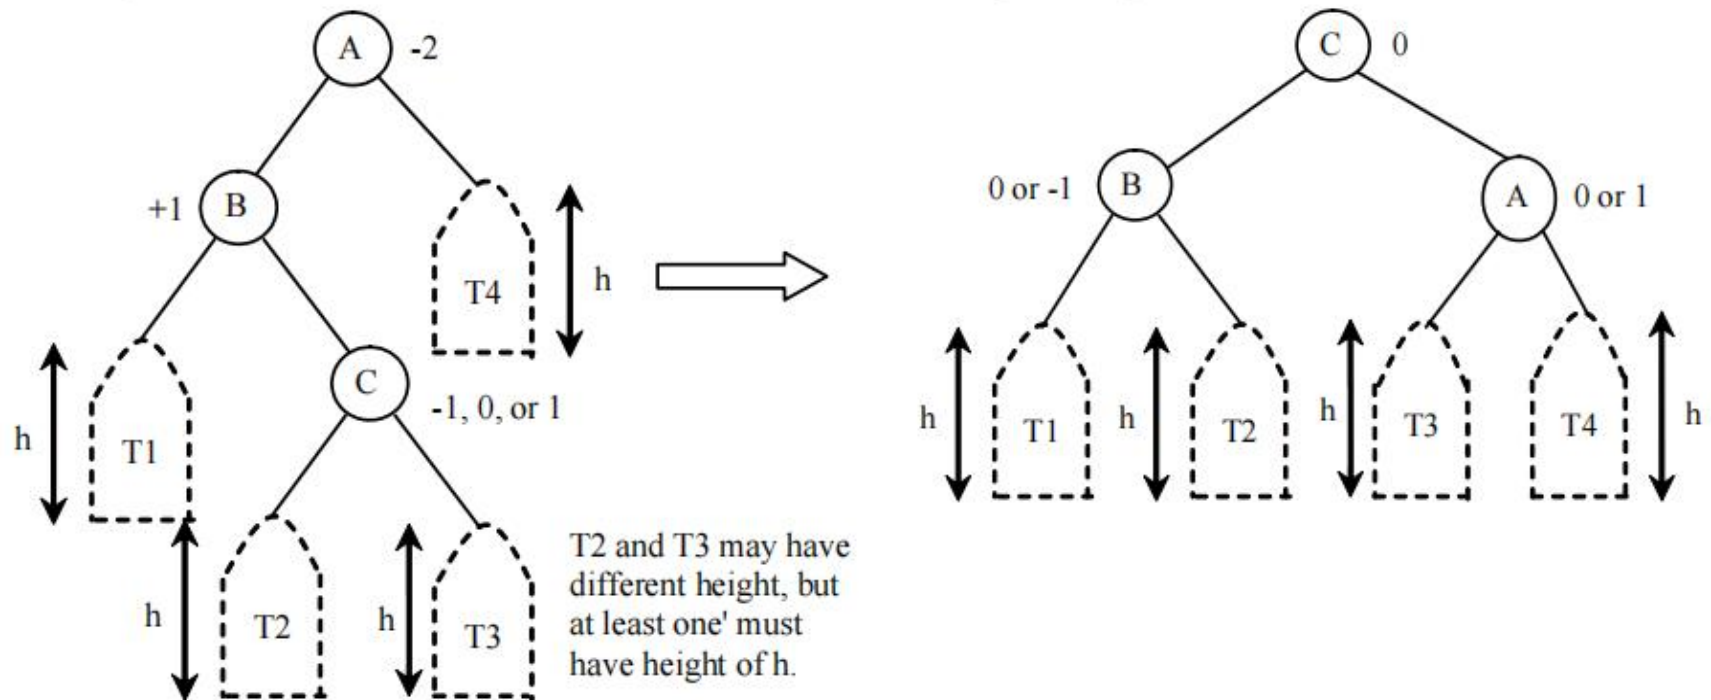 A -2
C 0
+1 B
0 or -1 B
A 0 or 1
T4
h
C
-1, 0, or 1
h
T1
h
T1
h
T2
h
T3
T4
h
h
T2
h
T3
T2 and T3 may have
different height, but
at least one' must
have height of h.